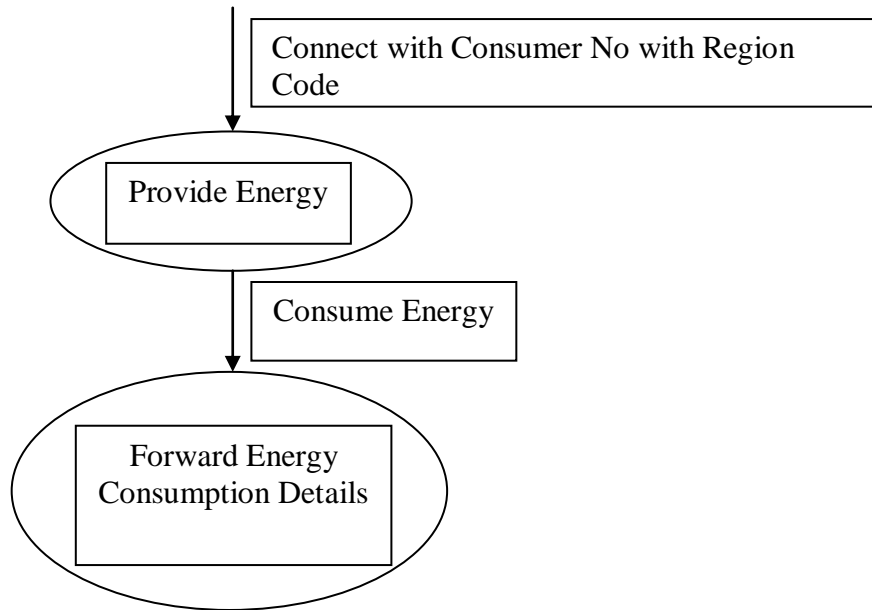 Connect with Consumer No with Region
Code
Provide Energy
Consume Energy
Forward Energy
Consumption Details